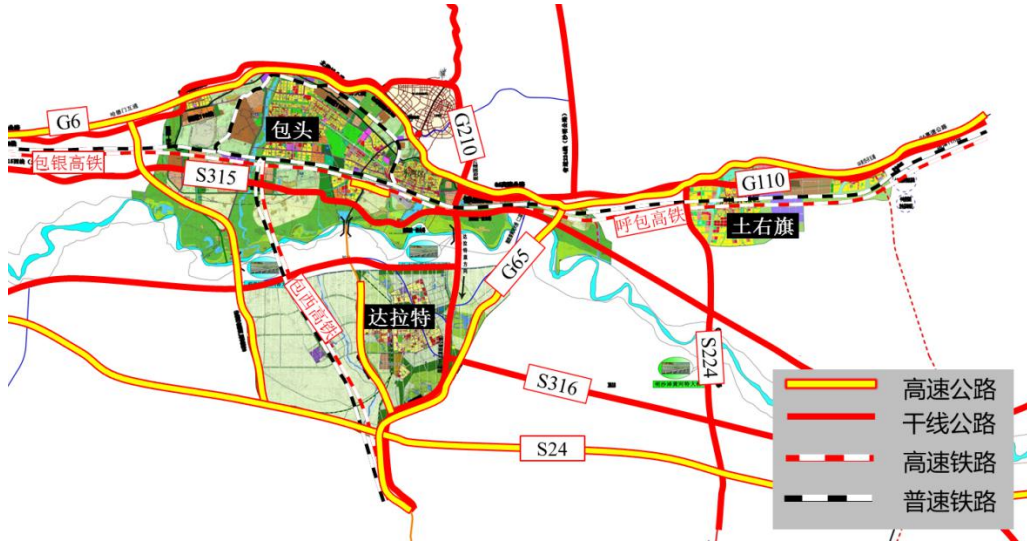 G6
包银高铁
S315
包头
G210
G65
呼包高铁
G110
土右旗
包西高铁
达拉特
S316
S224
S24
高速公路
干线公路
高速铁路
普速铁路